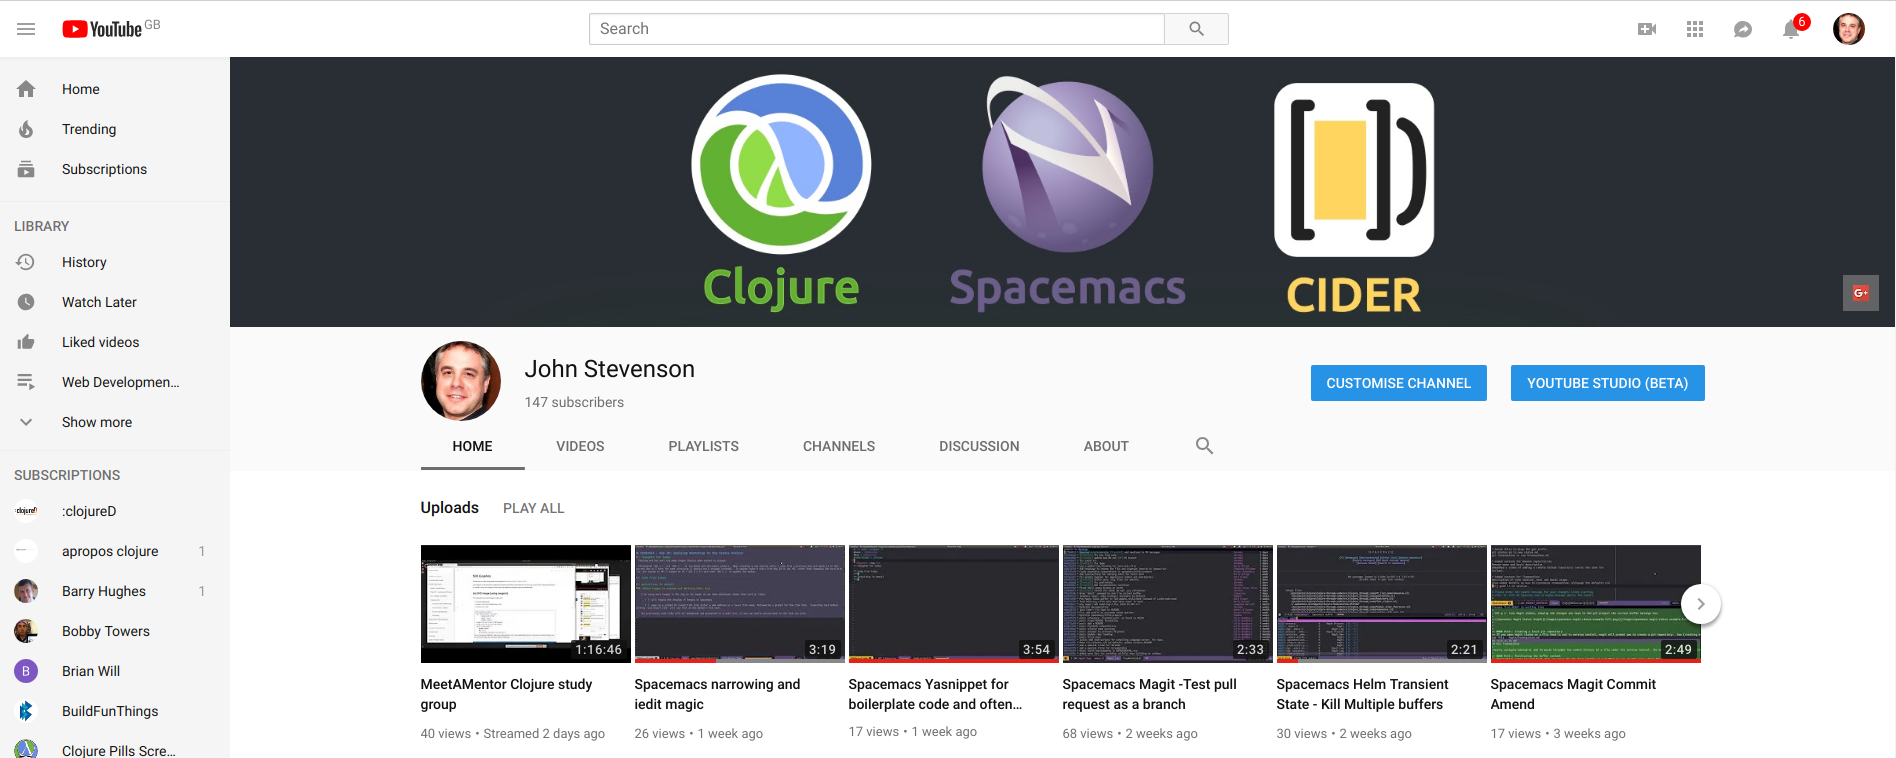 YouTube GB
Search
6
Home
Trending
Subscriptions
LIBRARY
History
Watch Later
Liked videos
Web Developmen...
Show more
SUBSCRIPTIONS
:clojureD
apropos clojure 1
Barry Hughes 1
Bobby Towers
B Brian Will
BuildFunThings
Clojure Pills Scre...
Clojure
Spacemacs
CIDER
G+
John Stevenson
147 subscribers
CUSTOMISE CHANNEL
YOUTUBE STUDIO (BETA)
HOME VIDEOS PLAYLISTS CHANNELS DISCUSSION ABOUT
Uploads PLAY ALL
1:16:46
MeetAMentor Clojure study
group
40 views • Streamed 2 days ago
3:19
Spacemacs narrowing and
iedit magic
26 views • 1 week ago
3:54
Spacemacs Yasnippet for
boilerplate code and often...
17 views • 1 week ago
2:33
Spacemacs Magit -Test pull
request as a branch
68 views • 2 weeks ago
2:21
Spacemacs Helm Transient
State - Kill Multiple buffers
30 views • 2 weeks ago
2:49
Spacemacs Magit Commit
Amend
17 views • 3 weeks ago